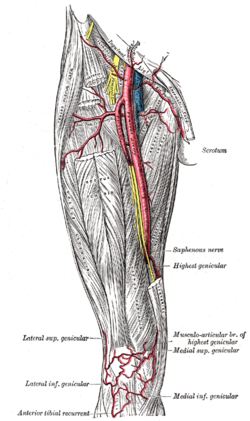 Scrotum
Saphenous nerve
Highest genicular
Lateral sup. genicular
Musculo-articular br. of
highest genicular
Medial sup. genicular
Lateral inf. genicular
Medial inf. genicular
Anterior tibial recurrent